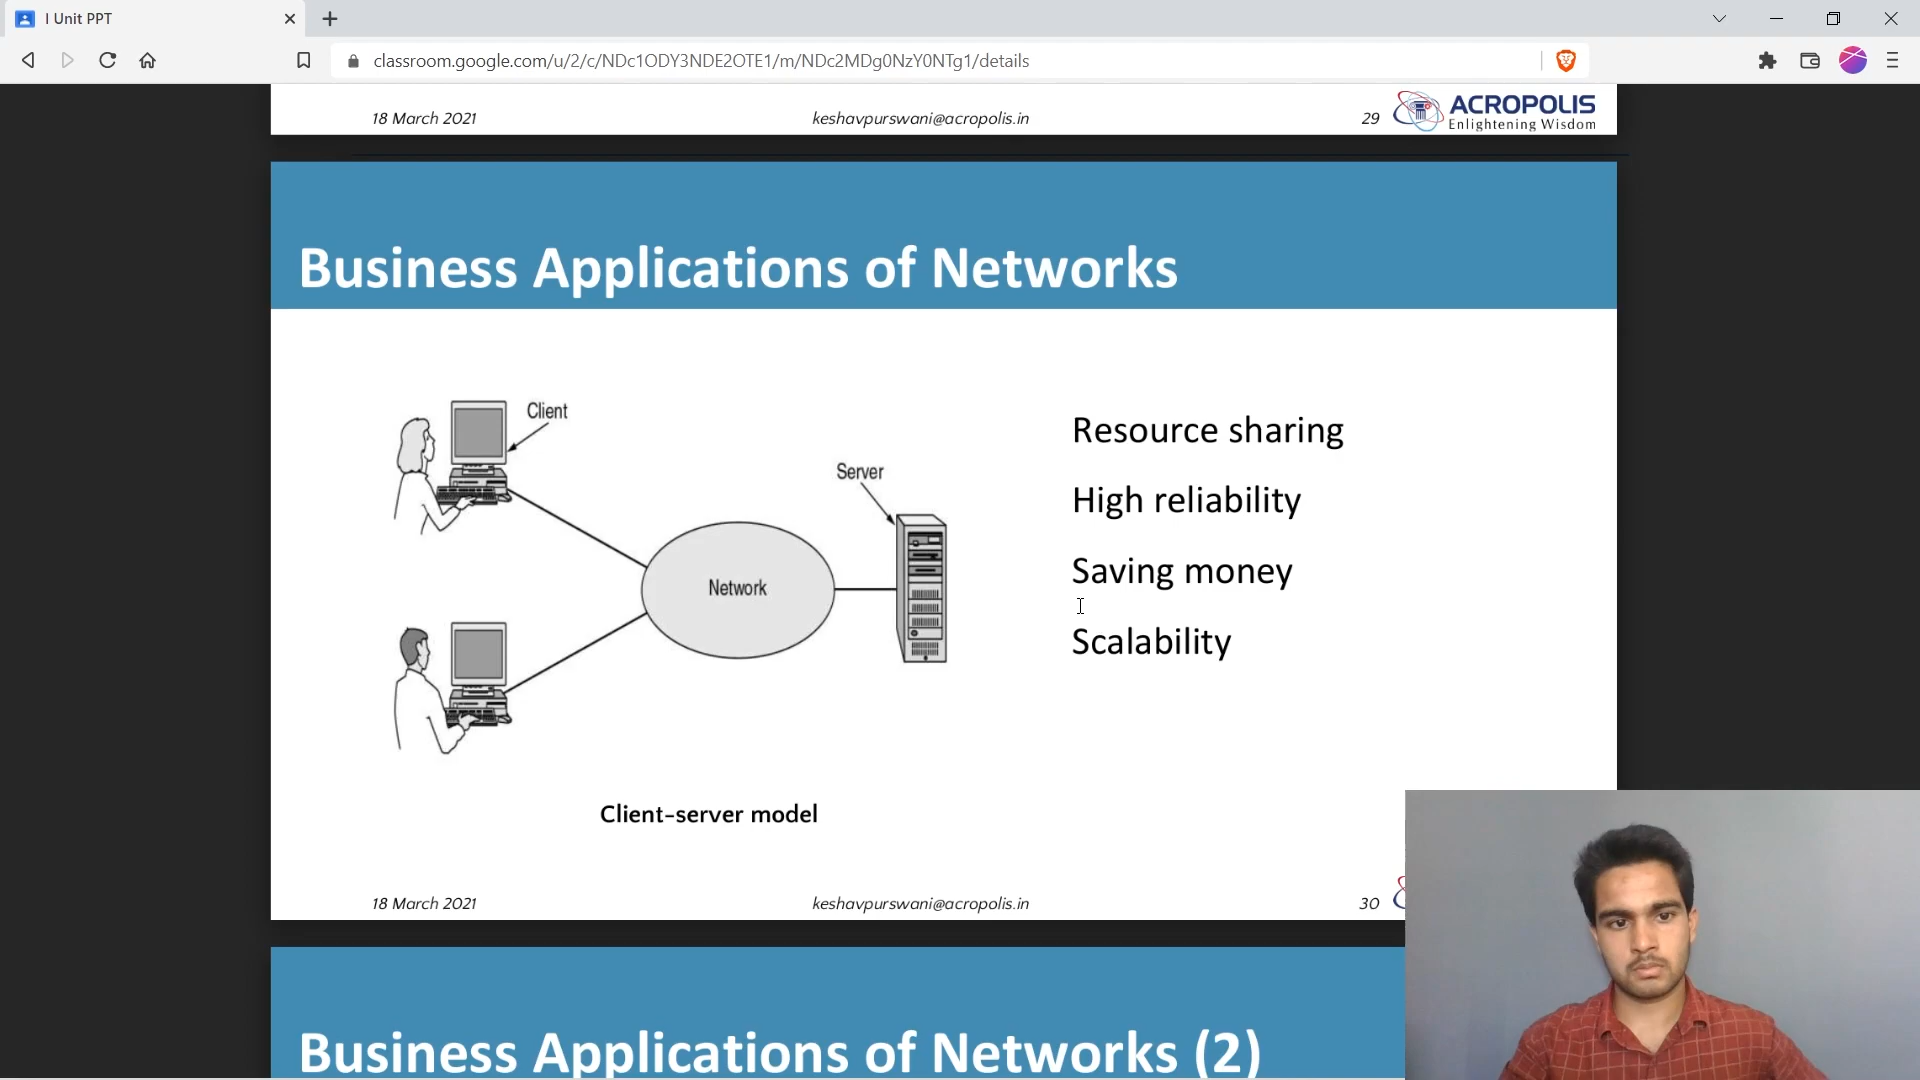 I Unit PPT
classroom.google.com/u/2/c/NDc1ODY3NDE2OTE1/m/NDc2MDg0NzY0NTg1/details
18 March 2021 keshavpurswani@acropolis.in 29 ACROPOLIS
Enlightening Wisdom
Business Applications of Networks
Client
Server
Network
Client-server model
Resource sharing
High reliability
Saving money
Scalability
18 March 2021 keshavpurswani@acropolis.in 30
Business Applications of Networks (2)